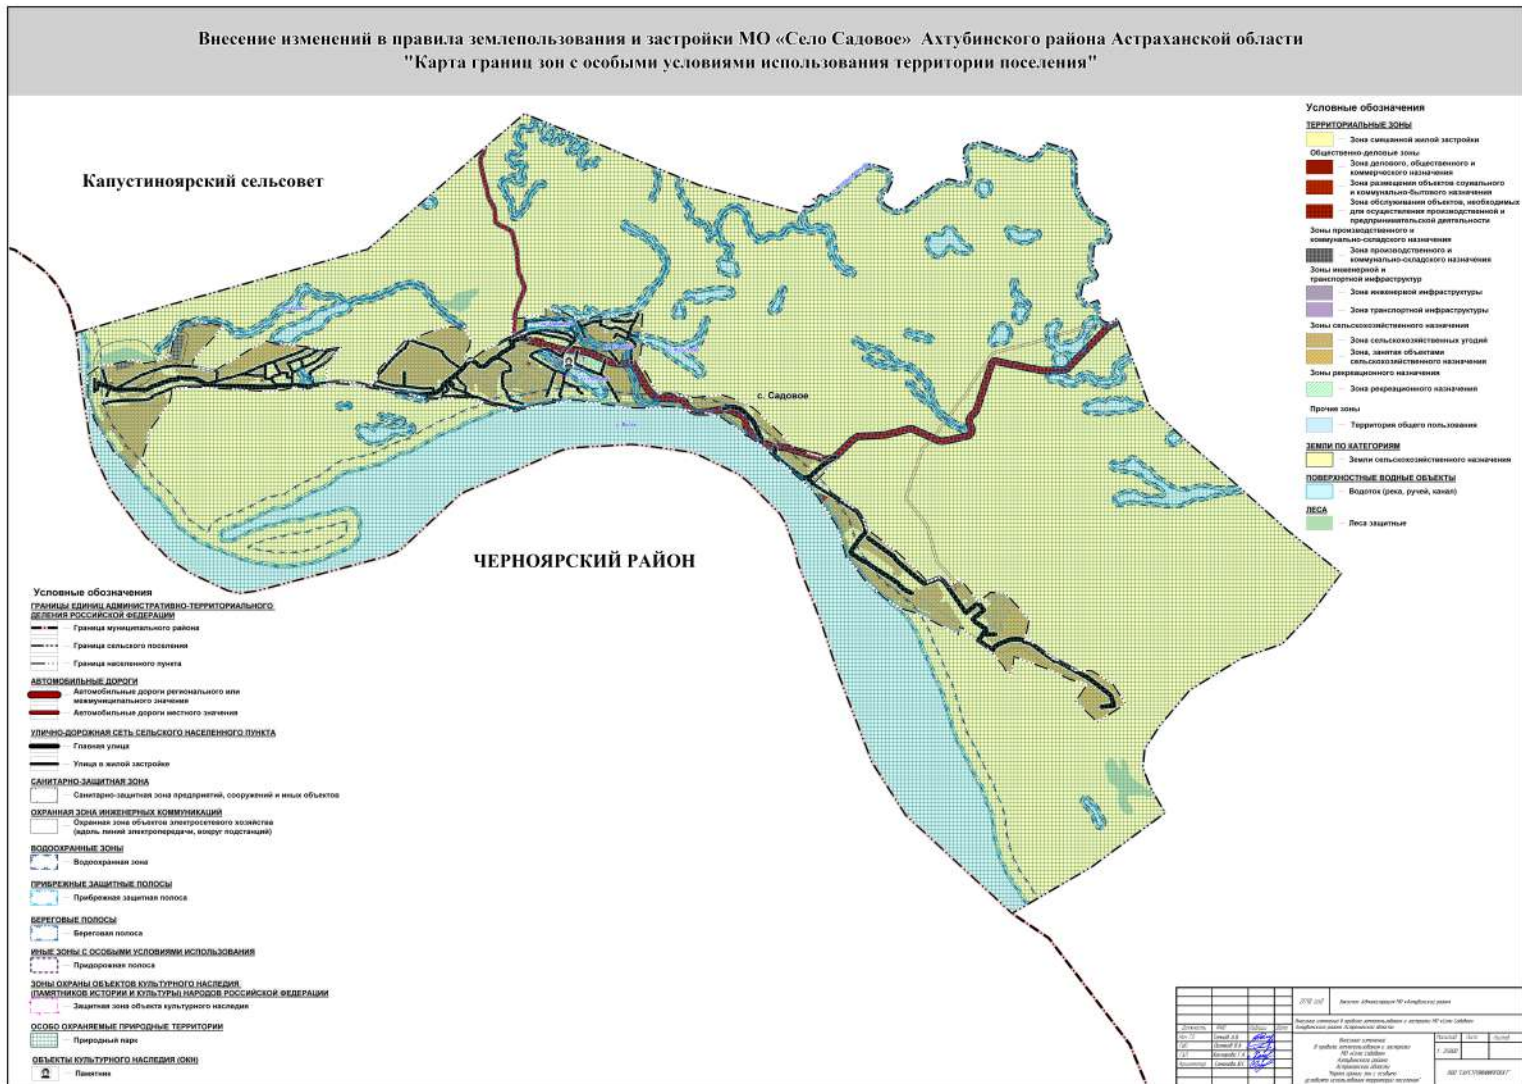 Внесение изменений в правила землепользования и застройки МО «Село Садовое» Ахтубинского района Астраханской области
"Карта границ зон с особыми условиями использования территории поселения"
Капустиноярский сельсовет
с. Садовое
ЧЕРНОЯРСКИЙ РАЙОН
Условные обозначения
ТЕРРИТОРИАЛЬНЫЕ ЗОНЫ
Зона смешанной жилой застройки
Общественно-деловые зоны
Зона делового, общественного и
коммерческого назначения
Зона размещения объектов социального
и коммунально-бытового назначения
Зона обслуживания объектов, необходимых
для осуществления производственной и
предпринимательской деятельности
Зоны производственного и
коммунально-складского назначения
Зона производственного и
коммунально-складского назначения
Зоны инженерной и
транспортной инфраструктур
Зона инженерной инфраструктуры
Зона транспортной инфраструктуры
Зоны сельскохозяйственного назначения
Зона сельскохозяйственных угодий
Зона, занятая объектами
сельскохозяйственного назначения
Зоны рекреационного назначения
Зона рекреационного назначения
Прочие зоны
Территория общего пользования
ЗЕМЛИ ПО КАТЕГОРИЯМ
Земли сельскохозяйственного назначения
ПОВЕРХНОСТНЫЕ ВОДНЫЕ ОБЪЕКТЫ
Водоток (река, ручей, канал)
ЛЕСА
Леса защитные
Условные обозначения
ГРАНИЦЫ ЕДИНИЦ АДМИНИСТРАТИВНО-ТЕРРИТОРИАЛЬНОГО
ДЕЛЕНИЯ РОССИЙСКОЙ ФЕДЕРАЦИИ
Граница муниципального района
Граница сельского поселения
Граница населенного пункта
АВТОМОБИЛЬНЫЕ ДОРОГИ
Автомобильные дороги регионального или
межмуниципального значения
Автомобильные дороги местного значения
УЛИЧНО-ДОРОЖНАЯ СЕТЬ СЕЛЬСКОГО НАСЕЛЕННОГО ПУНКТА
Главная улица
Улица в жилой застройке
САНИТАРНО-ЗАЩИТНАЯ ЗОНА
Санитарно-защитная зона предприятий, сооружений и иных объектов
ОХРАННАЯ ЗОНА ИНЖЕНЕРНЫХ КОММУНИКАЦИЙ
Охранная зона объектов электросетевого хозяйства
(вдоль линий электропередачи, вокруг подстанций)
ВОДООХРАННЫЕ ЗОНЫ
Водоохранная зона
ПРИБРЕЖНЫЕ ЗАЩИТНЫЕ ПОЛОСЫ
Прибрежная защитная полоса
БЕРЕГОВЫЕ ПОЛОСЫ
Береговая полоса
ИНЫЕ ЗОНЫ С ОСОБЫМИ УСЛОВИЯМИ ИСПОЛЬЗОВАНИЯ
Придорожная полоса
ЗОНЫ ОХРАНЫ ОБЪЕКТОВ КУЛЬТУРНОГО НАСЛЕДИЯ
(ПАМЯТНИКОВ ИСТОРИИ И КУЛЬТУРЫ) НАРОДОВ РОССИЙСКОЙ ФЕДЕРАЦИИ
Защитная зона объекта культурного наследия
ОСОБО ОХРАНЯЕМЫЕ ПРИРОДНЫЕ ТЕРРИТОРИИ
Природный парк
ОБЪЕКТЫ КУЛЬТУРНОГО НАСЛЕДИЯ (ОКН)
Памятник